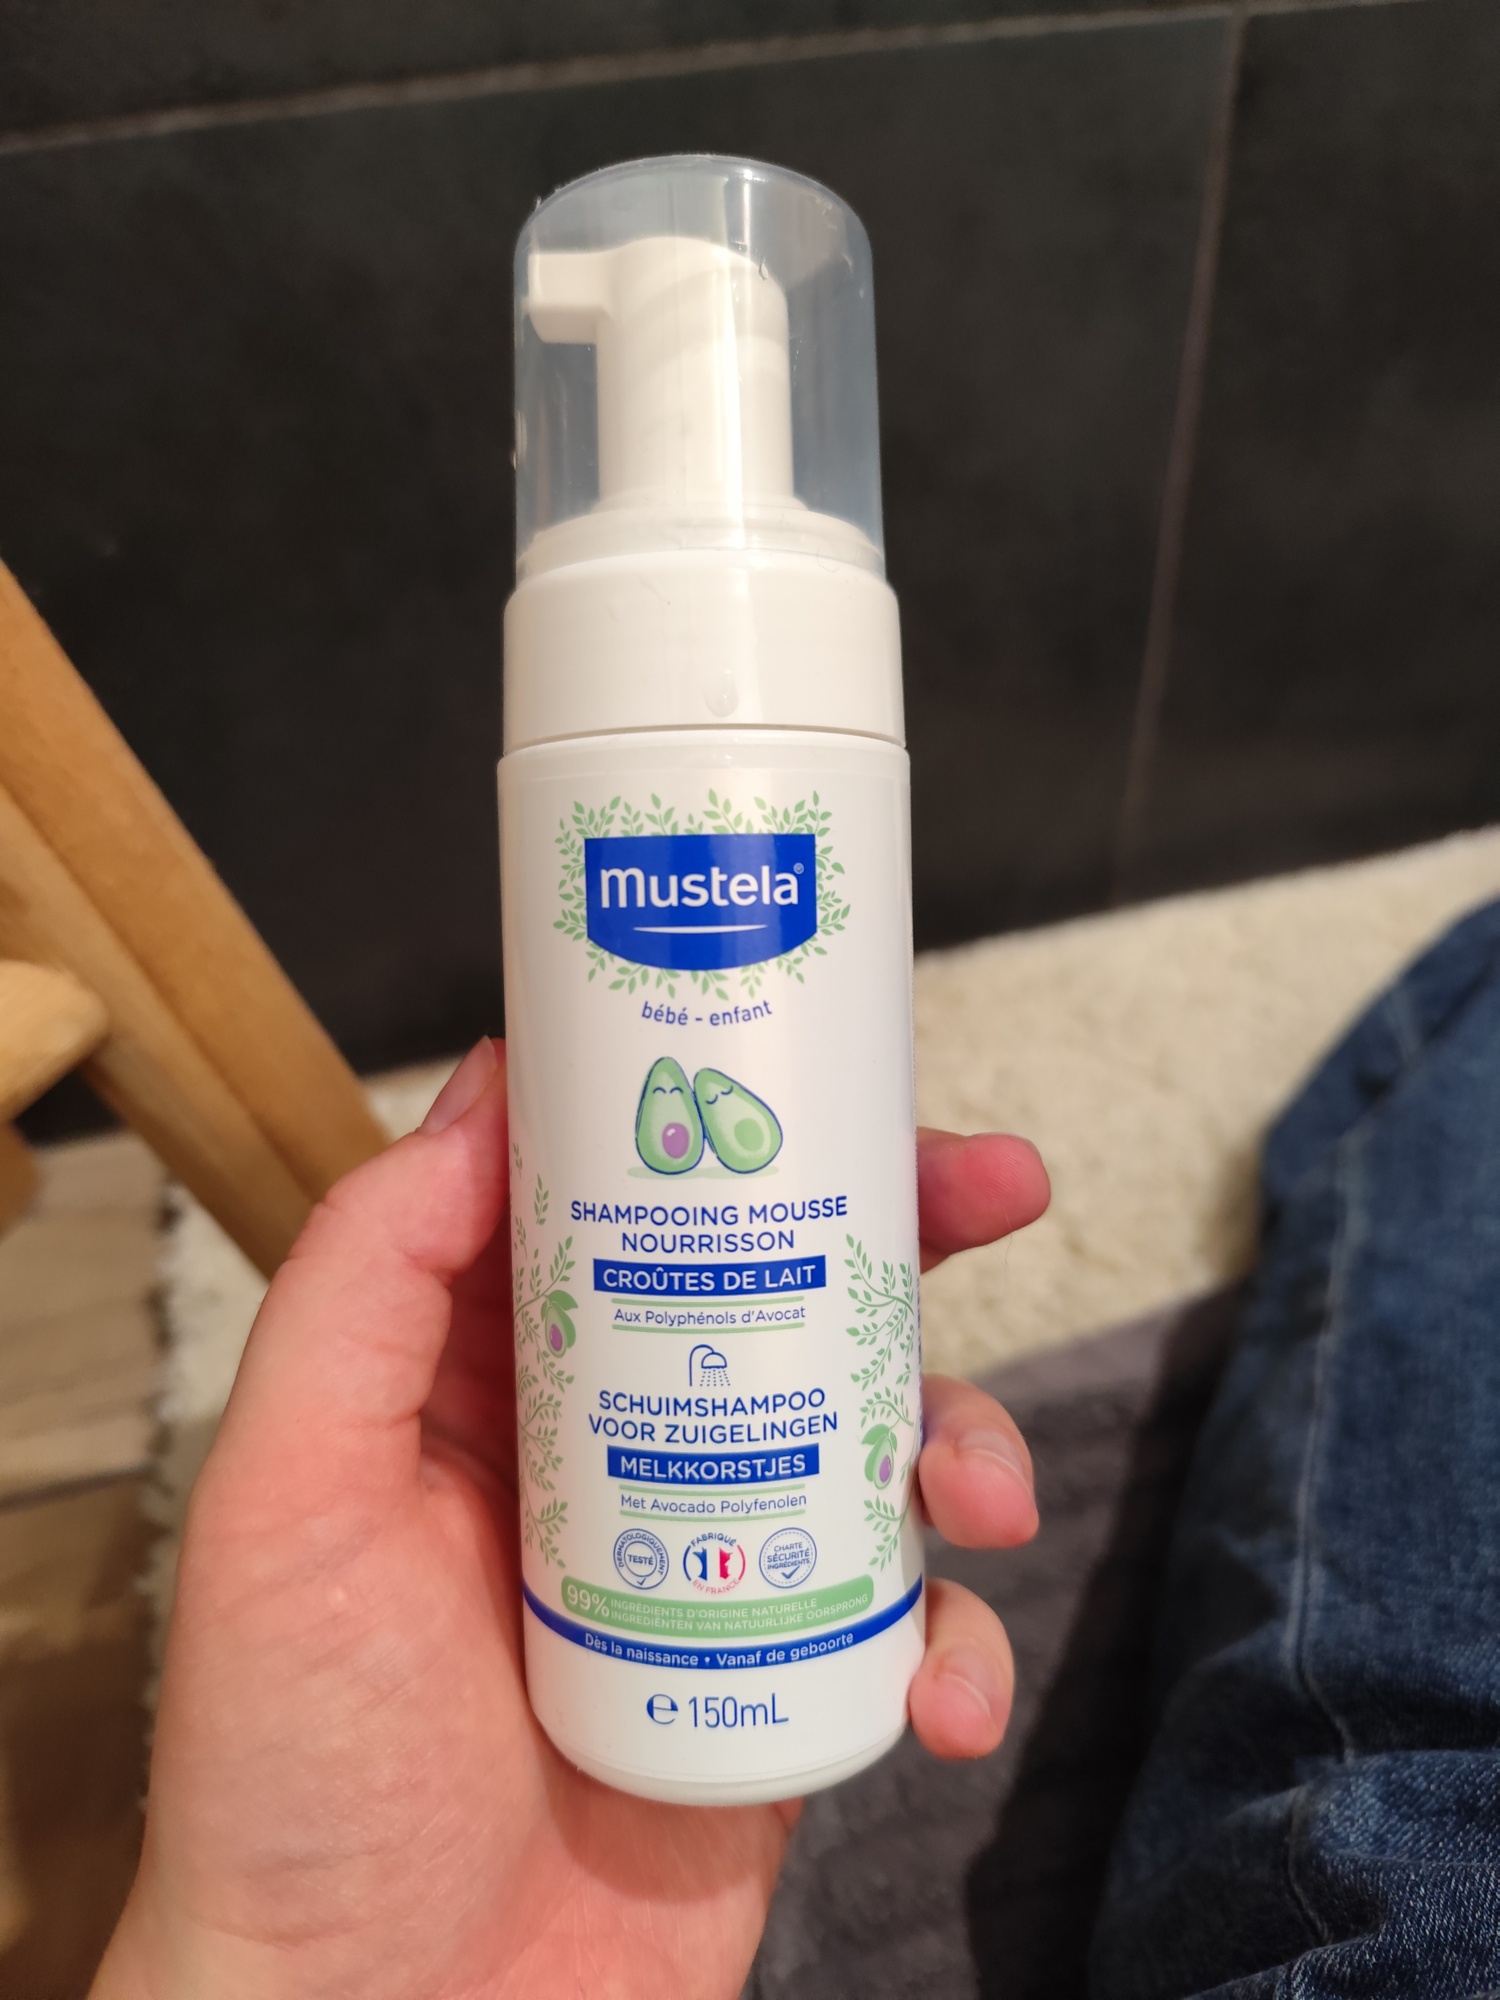 mustela®
bébé - enfant
SHAMPOOING MOUSSE
NOURRISSON
CROÛTES DE LAIT
Aux Polyphénols d'Avocat
SCHUIMSHAMPOO
VOOR ZUIGELINGEN
MELKKORSTJES
Met Avocado Polyfenolen
DERMATOLOGIQUEMENT
TESTÉ
FABRIQUÉ
EN FRANCE
CHARTE
SÉCURITÉ
INGRÉDIENTS
99% INGRÉDIENTS D'ORIGINE NATURELLE
INGREDIËNTEN VAN NATUURLIJKE OORSPRONG
Dès la naissance • Vanaf de geboorte
℮ 150mL